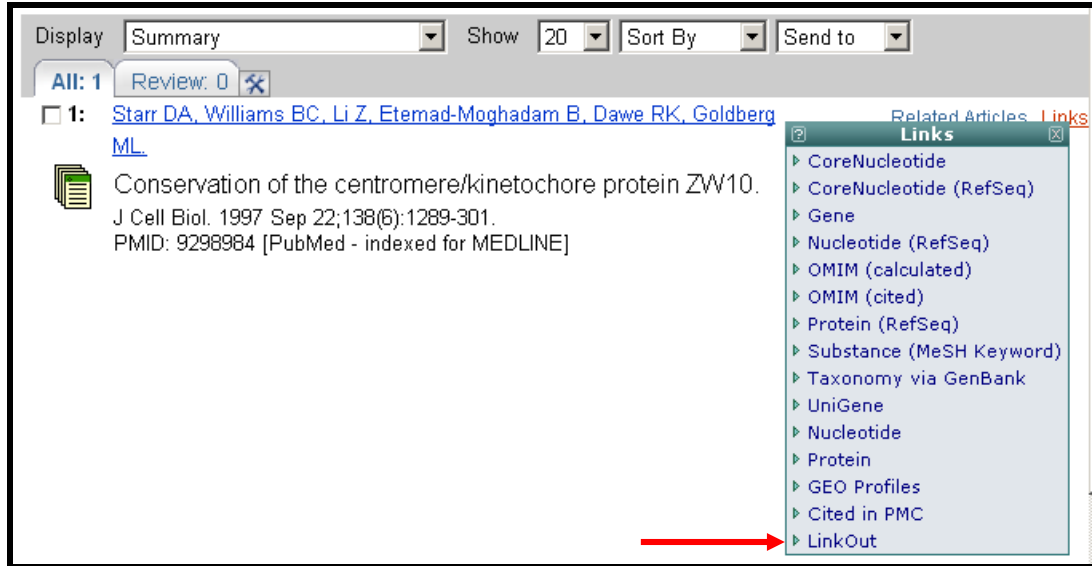 Display Summary Show 20 Sort By Send to
All: 1 Review: 0
1: Starr DA, Williams BC, Li Z, Etemad-Moghadam B, Dawe RK, Goldberg Related Articles, Links
ML.
Conservation of the centromere/kinetochore protein ZW10.
J Cell Biol. 1997 Sep 22;138(6):1289-301.
PMID: 9298984 [PubMed - indexed for MEDLINE]
? Links x
CoreNucleotide
CoreNucleotide (RefSeq)
Gene
Nucleotide (RefSeq)
OMIM (calculated)
OMIM (cited)
Protein (RefSeq)
Substance (MeSH Keyword)
Taxonomy via GenBank
UniGene
Nucleotide
Protein
GEO Profiles
Cited in PMC
LinkOut